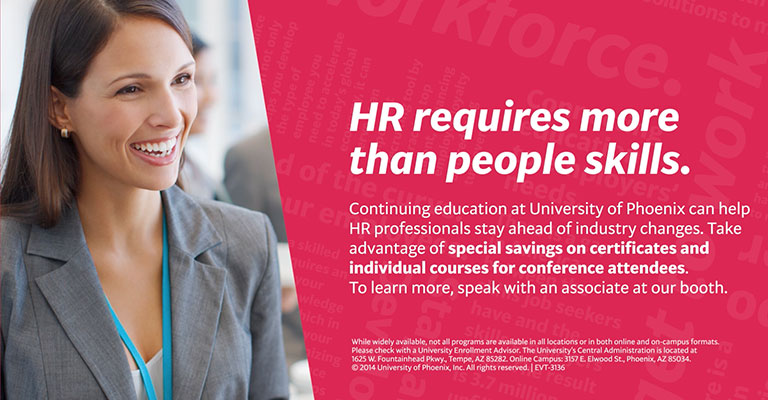 solutions to m
workforce.
HR requires more
than people skills.
Continuing education at University of Phoenix can help
HR professionals stay ahead of industry changes. Take
advantage of special savings on certificates and
individual courses for conference attendees.
To learn more, speak with an associate at our booth.
While widely available, not all programs are available in all locations or in both online and on-campus formats.
Please check with a University Enrollment Advisor. The University's Central Administration is located at
1625 W. Fountainhead Pkwy., Tempe, AZ 85282. Online Campus: 3157 E. Elwood St., Phoenix, AZ 85034.
© 2014 University of Phoenix, Inc. All rights reserved. | EVT-3136